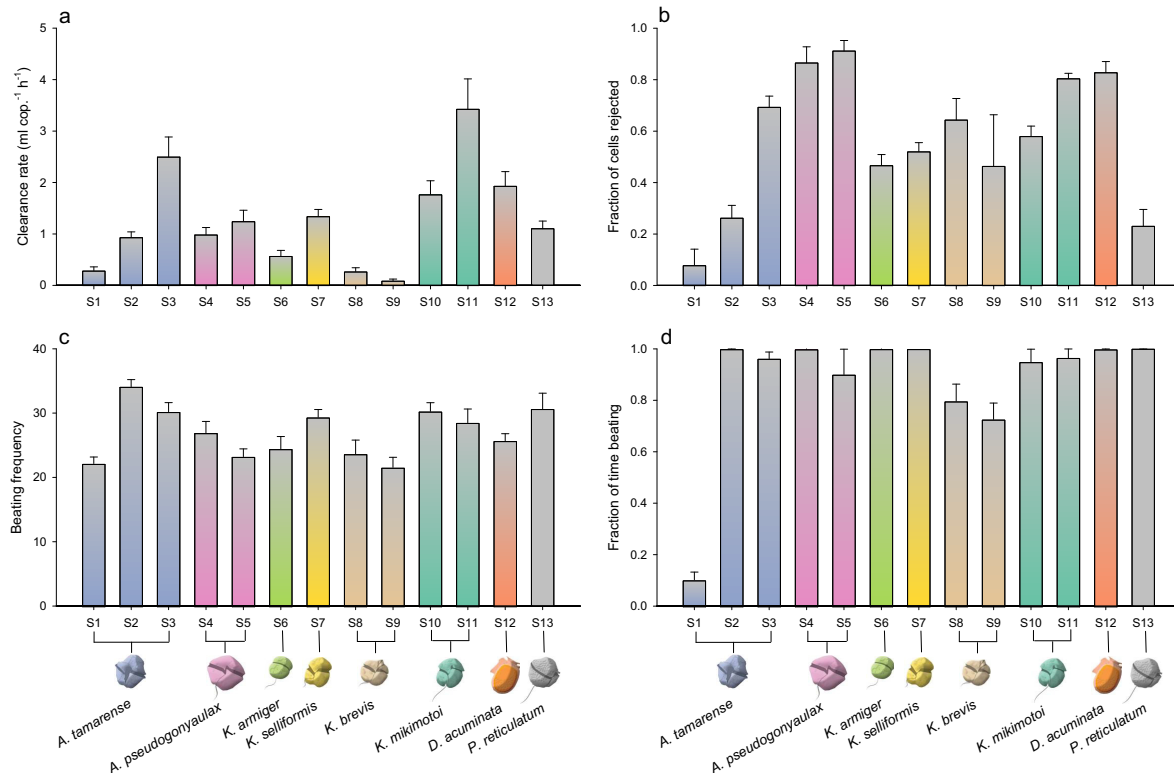 a
Clearance rate (ml cop.⁻¹ h⁻¹)
5
4
3
2
1
0
S1 S2 S3 S4 S5 S6 S7 S8 S9 S10 S11 S12 S13
b
Fraction of cells rejected
1.0
0.8
0.6
0.4
0.2
0.0
S1 S2 S3 S4 S5 S6 S7 S8 S9 S10 S11 S12 S13
c
Beating frequency
40
30
20
10
0
S1 S2 S3 S4 S5 S6 S7 S8 S9 S10 S11 S12 S13
A. tamarense
A. pseudogonyaulax
K. armiger
K. selliformis
K. brevis
K. mikimotoi
D. acuminata
P. reticulatum
d
Fraction of time beating
1.0
0.8
0.6
0.4
0.2
0.0
S1 S2 S3 S4 S5 S6 S7 S8 S9 S10 S11 S12 S13
A. tamarense
A. pseudogonyaulax
K. armiger
K. selliformis
K. brevis
K. mikimotoi
D. acuminata
P. reticulatum